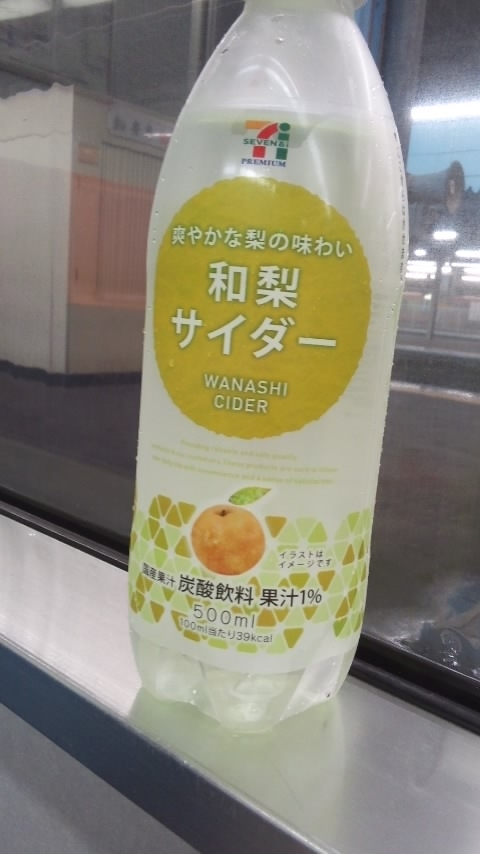 SEVEN&i
PREMIUM
爽やかな梨の味わい
和梨
サイダー
WANASHI
CIDER
イラストは
イメージです
国産果汁 炭酸飲料 果汁1%
500ml
100ml当たり39kcal